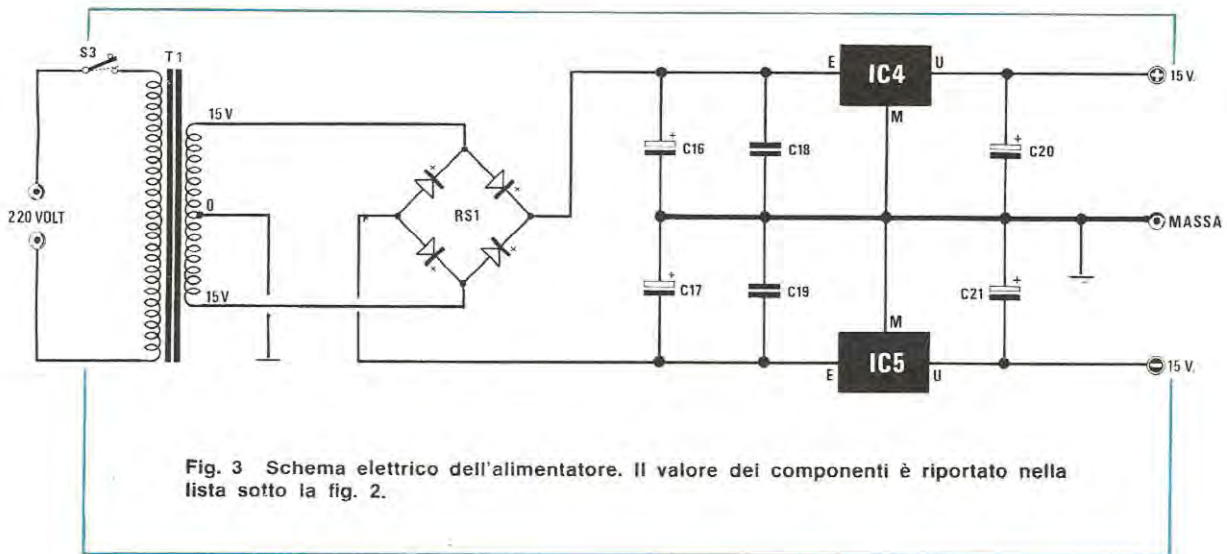 S3
T1
15 V
0
15 V
220 VOLT
RS1
C16
C18
C17
C19
E
IC4
U
M
M
E
IC5
U
C20
C21
15 V.
MASSA
15 V.
Fig. 3 Schema elettrico dell'alimentatore. Il valore dei componenti è riportato nella
lista sotto la fig. 2.